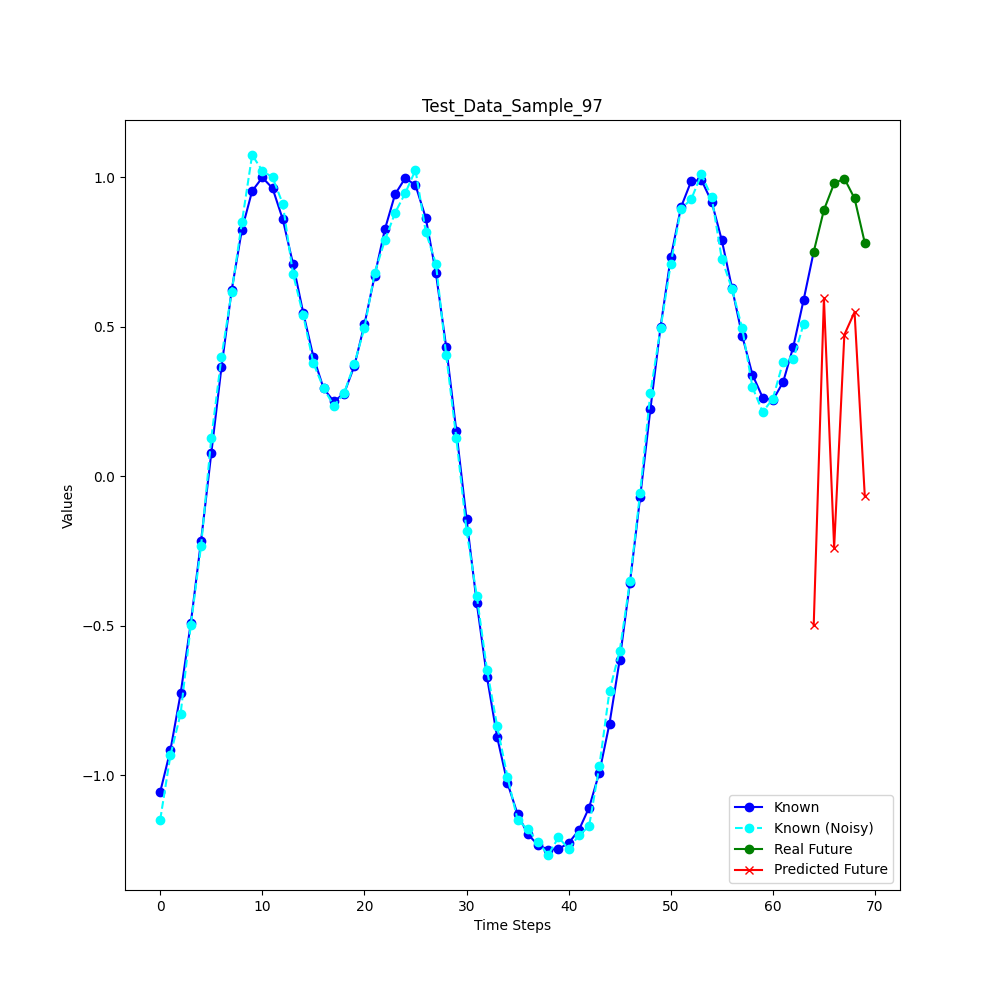 Test_Data_Sample_97
Values
1.0
0.5
0.0
−0.5
−1.0
0 10 20 30 40 50 60 70
Time Steps
Known
Known (Noisy)
Real Future
Predicted Future